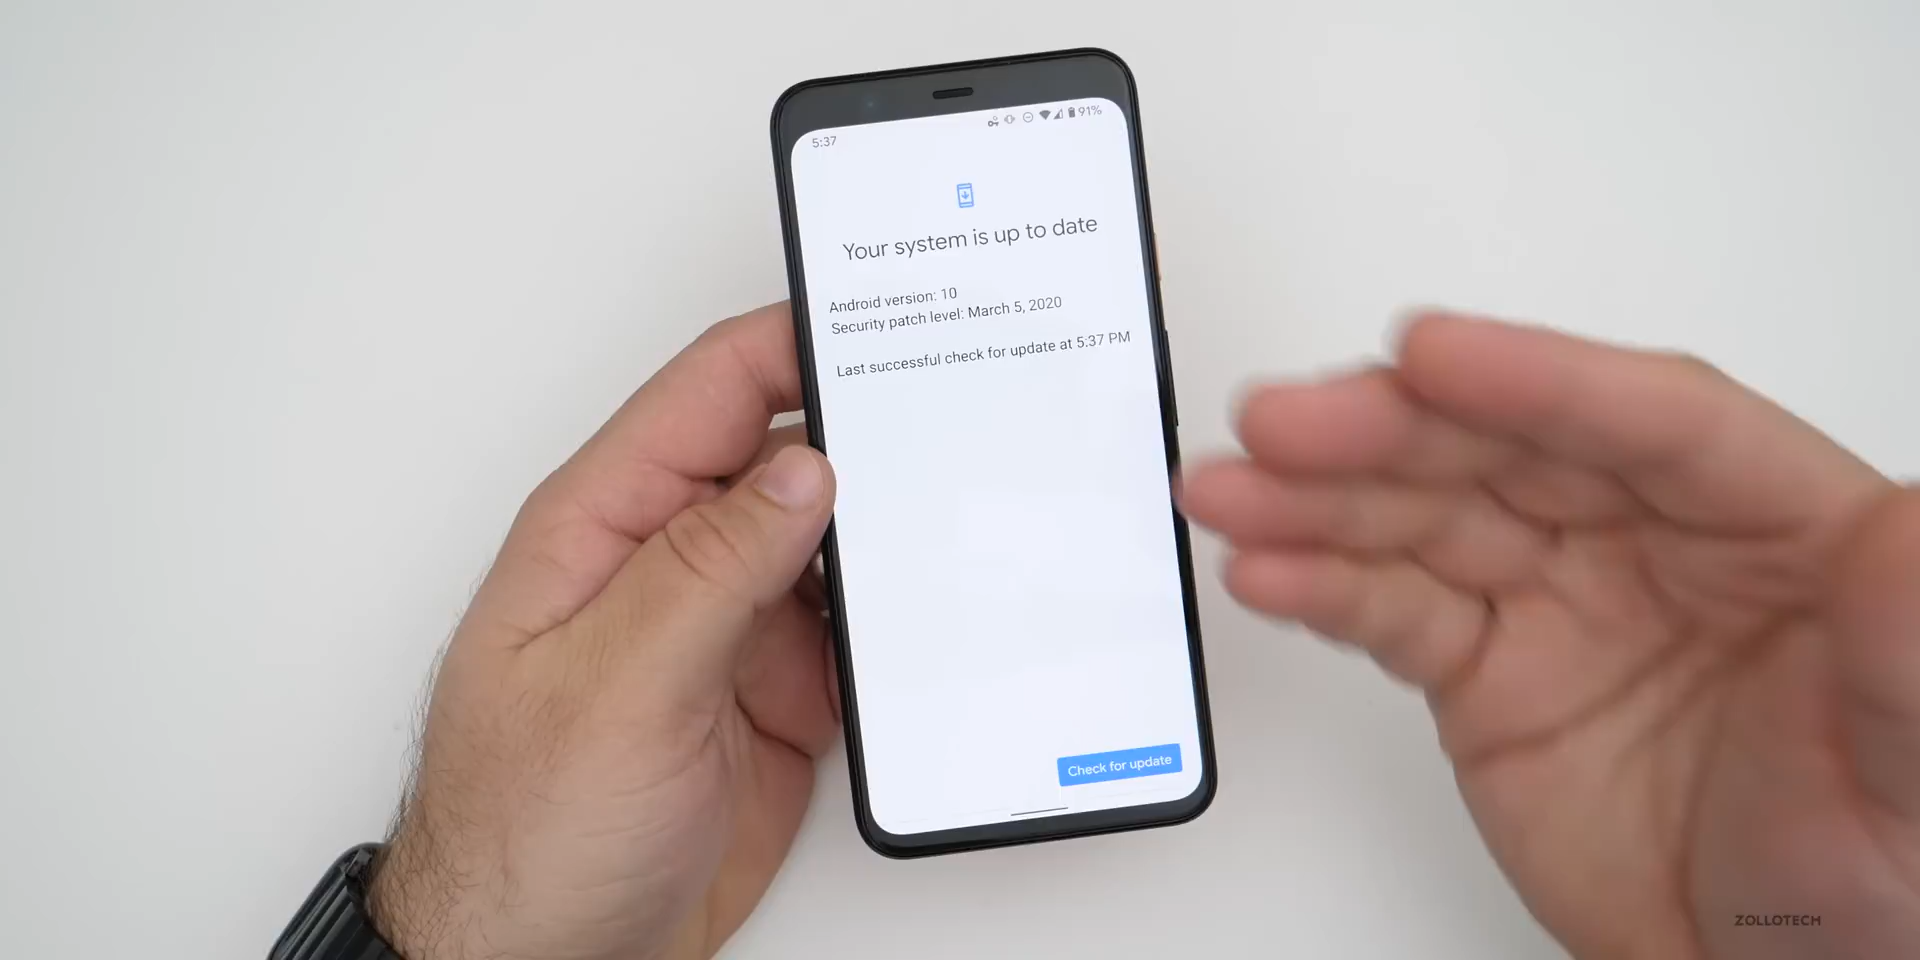 5:37
91%
Your system is up to date
Android version: 10
Security patch level: March 5, 2020
Last successful check for update at 5:37 PM
Check for update
ZOLLOTECH